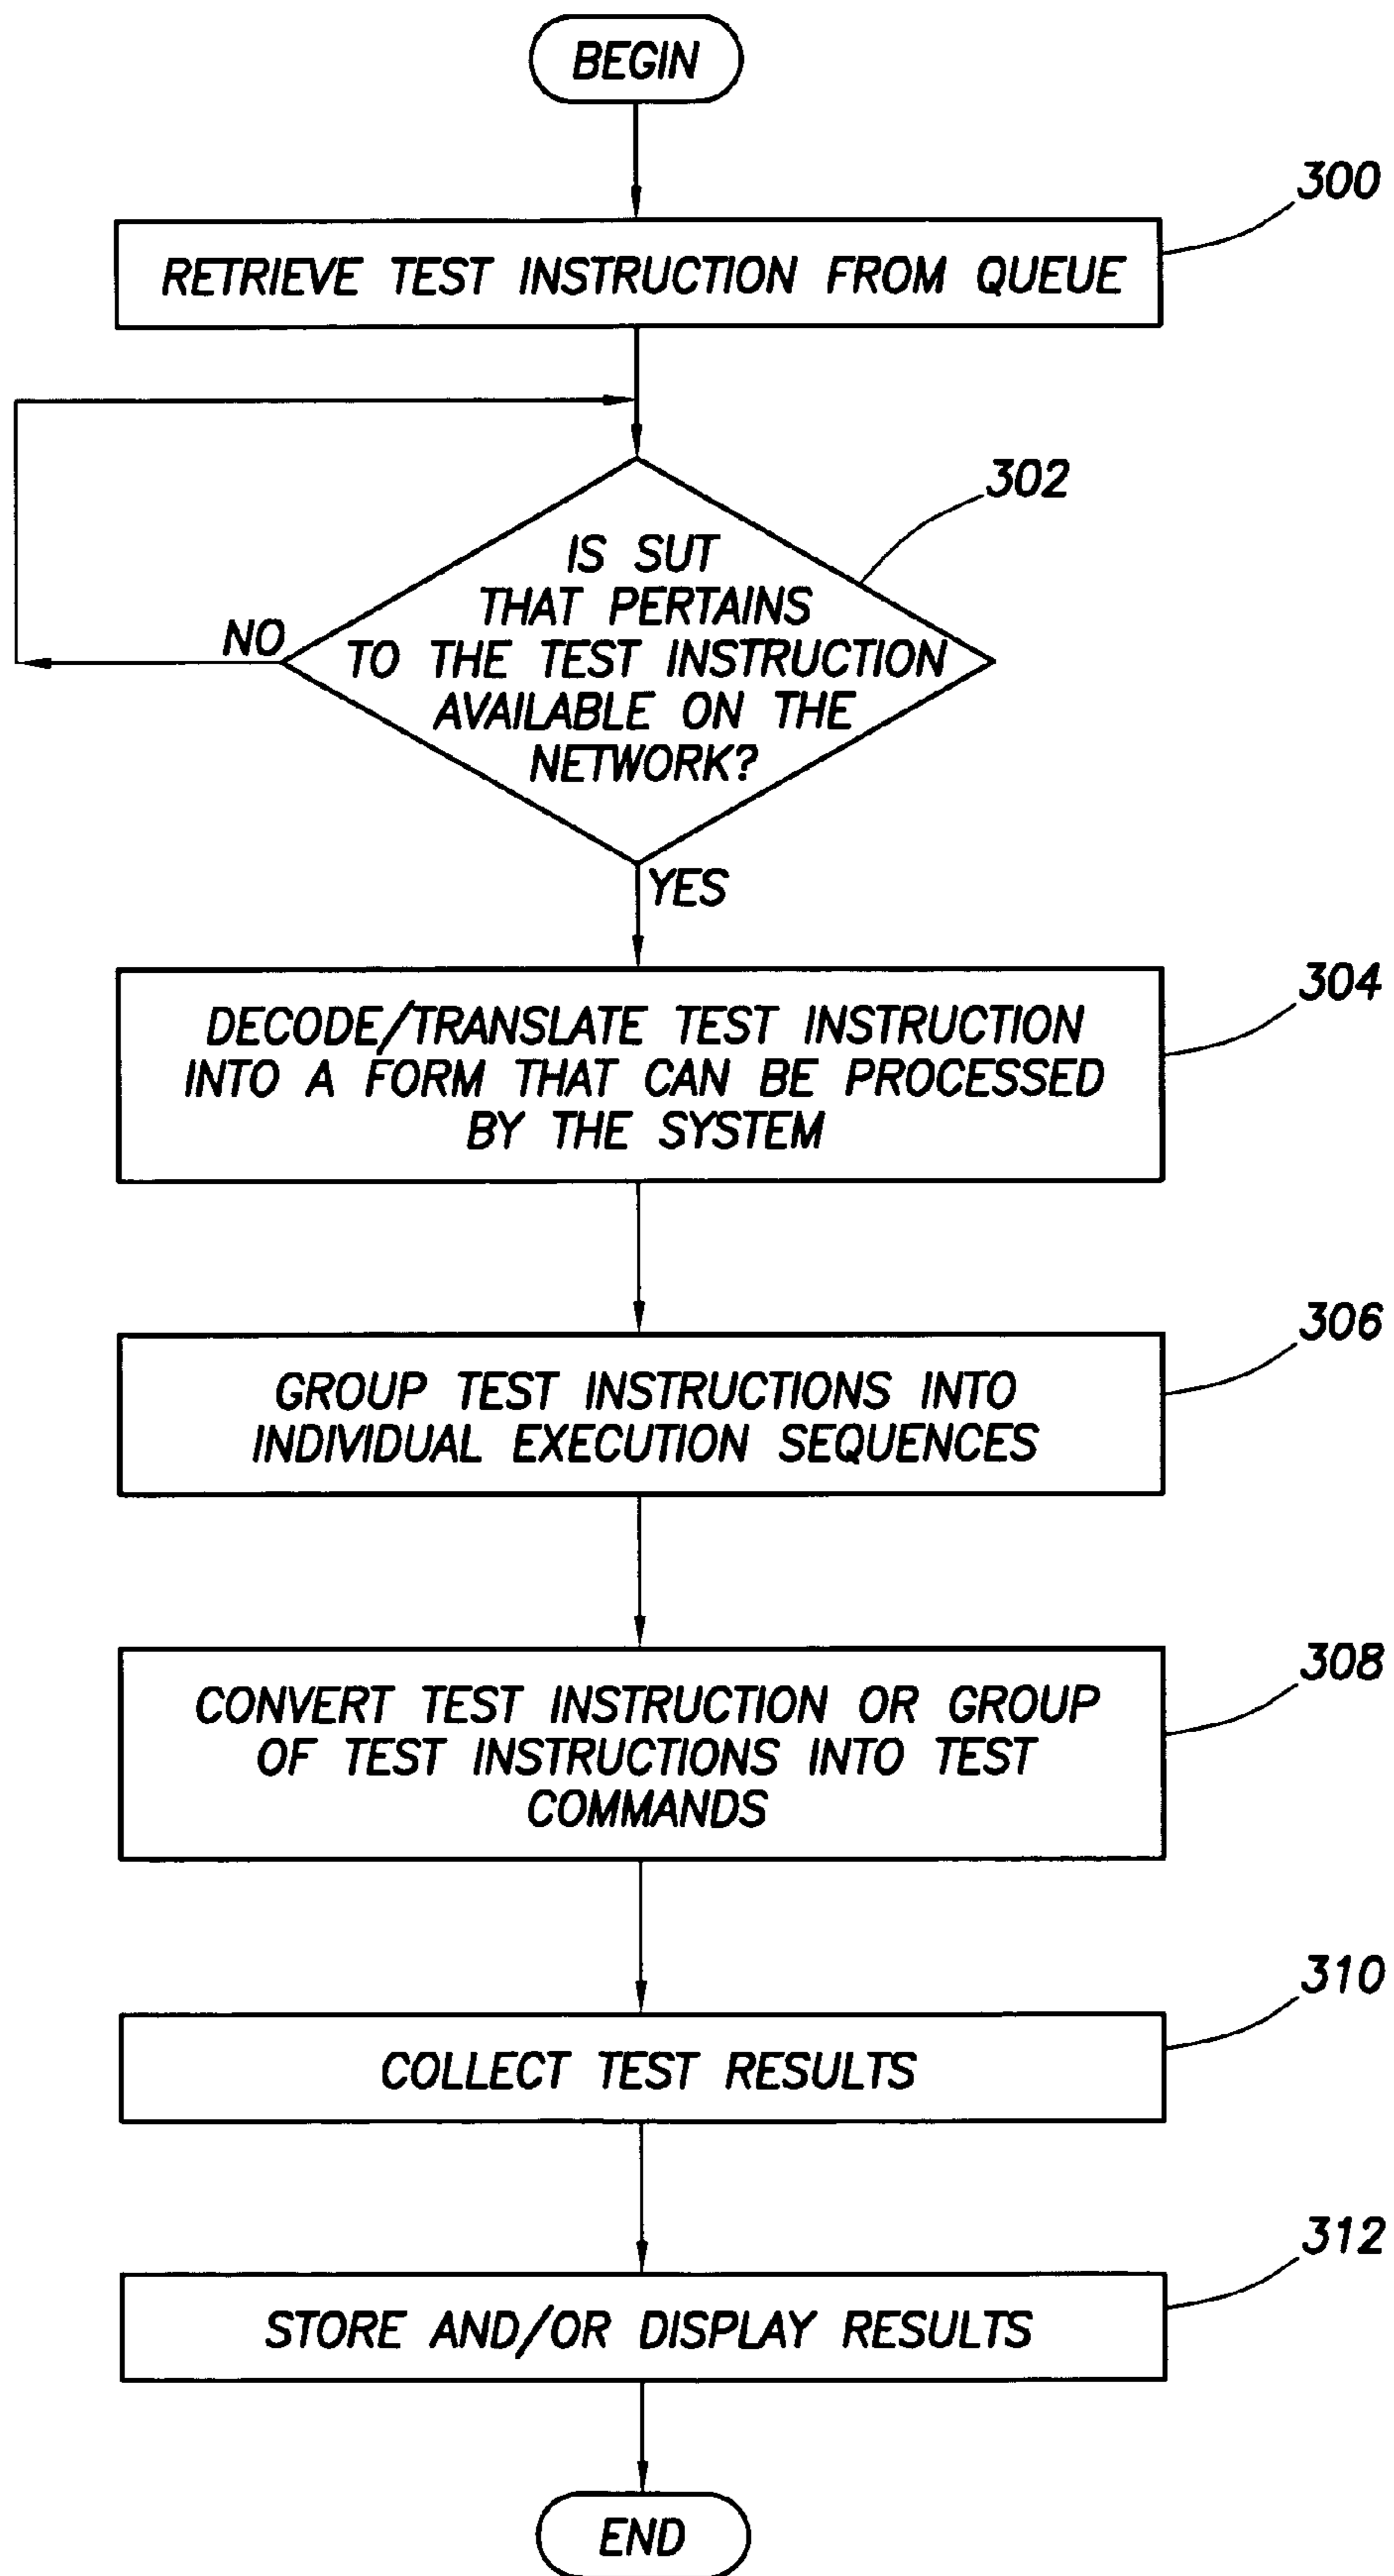 BEGIN
300
RETRIEVE TEST INSTRUCTION FROM QUEUE
302
IS SUT
THAT PERTAINS
TO THE TEST INSTRUCTION
AVAILABLE ON THE
NETWORK?
NO
YES
304
DECODE/TRANSLATE TEST INSTRUCTION
INTO A FORM THAT CAN BE PROCESSED
BY THE SYSTEM
306
GROUP TEST INSTRUCTIONS INTO
INDIVIDUAL EXECUTION SEQUENCES
308
CONVERT TEST INSTRUCTION OR GROUP
OF TEST INSTRUCTIONS INTO TEST
COMMANDS
310
COLLECT TEST RESULTS
312
STORE AND/OR DISPLAY RESULTS
END